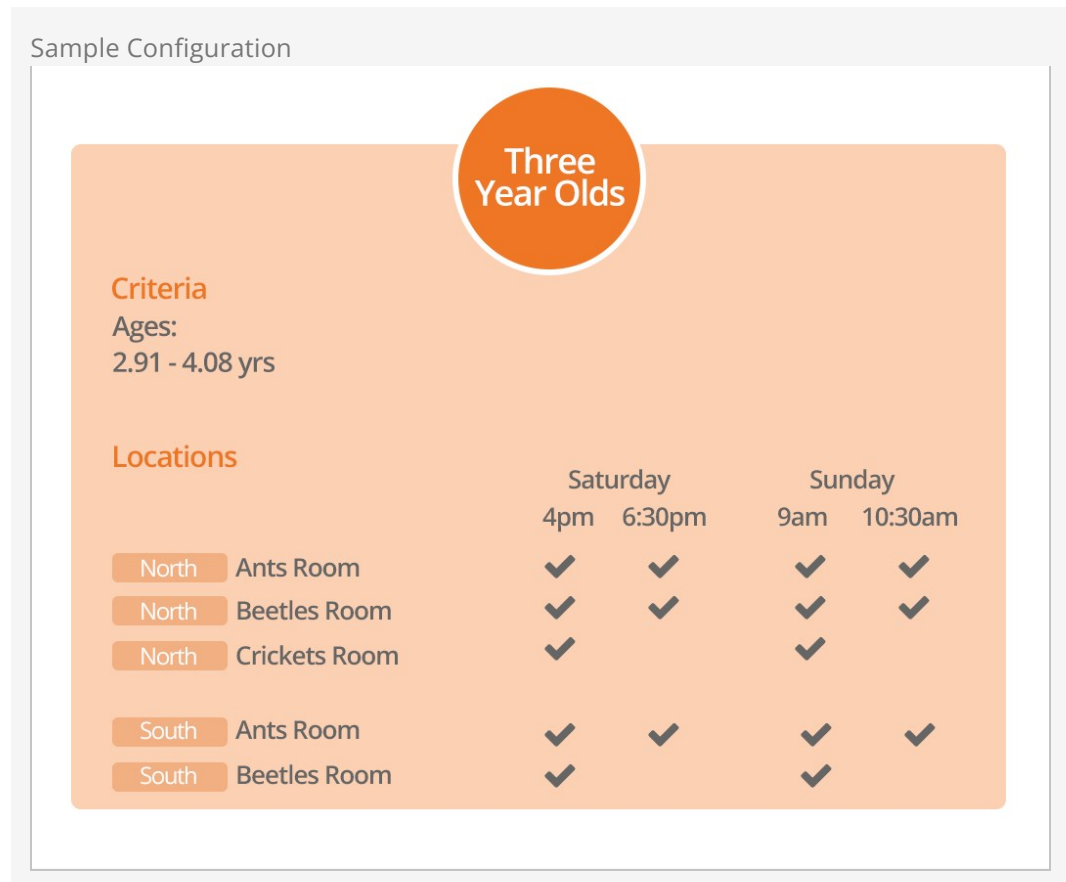 Sample Configuration
Three
Year Olds
Criteria
Ages:
2.91 - 4.08 yrs
Locations
Saturday Sunday
4pm 6:30pm 9am 10:30am
North Ants Room
North Beetles Room
North Crickets Room
South Ants Room
South Beetles Room